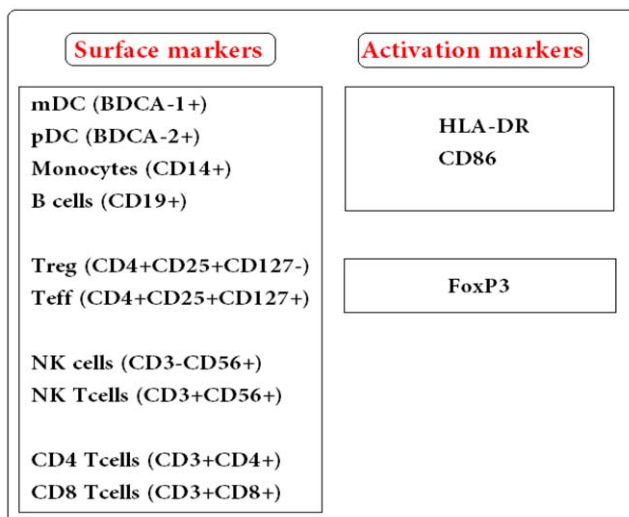 Surface markers
mDC (BDCA-1+)
pDC (BDCA-2+)
Monocytes (CD14+)
B cells (CD19+)
Treg (CD4+CD25+CD127-)
Teff (CD4+CD25+CD127+)
NK cells (CD3-CD56+)
NK Tcells (CD3+CD56+)
CD4 Tcells (CD3+CD4+)
CD8 Tcells (CD3+CD8+)
Activation markers
HLA-DR
CD86
FoxP3